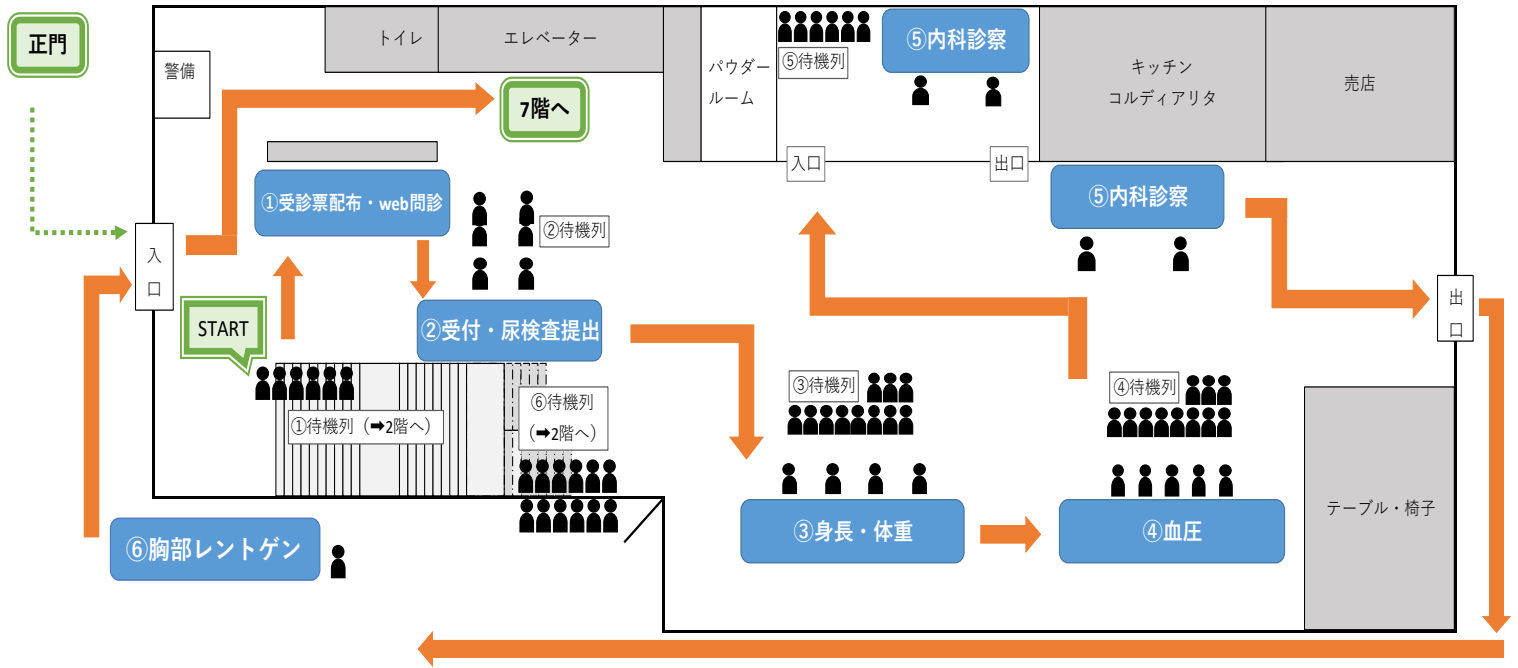 正門
警備
トイレ
エレベーター
7階へ
パウダー
ルーム
⑤待機列
⑤内科診察
キッチン
コルディアリタ
売店
入口
出口
①受診票配布・web問診
②待機列
⑤内科診察
入
口
出
口
START
②受付・尿検査提出
①待機列（➡2階へ）
⑥待機列
（➡2階へ）
③待機列
④待機列
テーブル・椅子
⑥胸部レントゲン
③身長・体重
④血圧